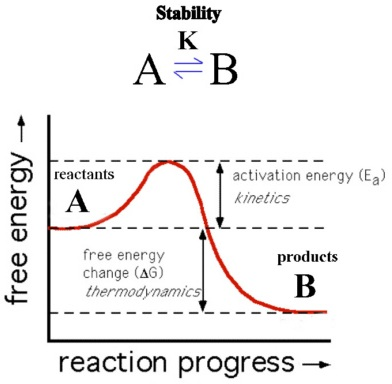 Stability
K
A ⇌ B
free energy →
reactants
A
activation energy (Ea)
kinetics
free energy
change (ΔG)
thermodynamics
products
B
reaction progress →